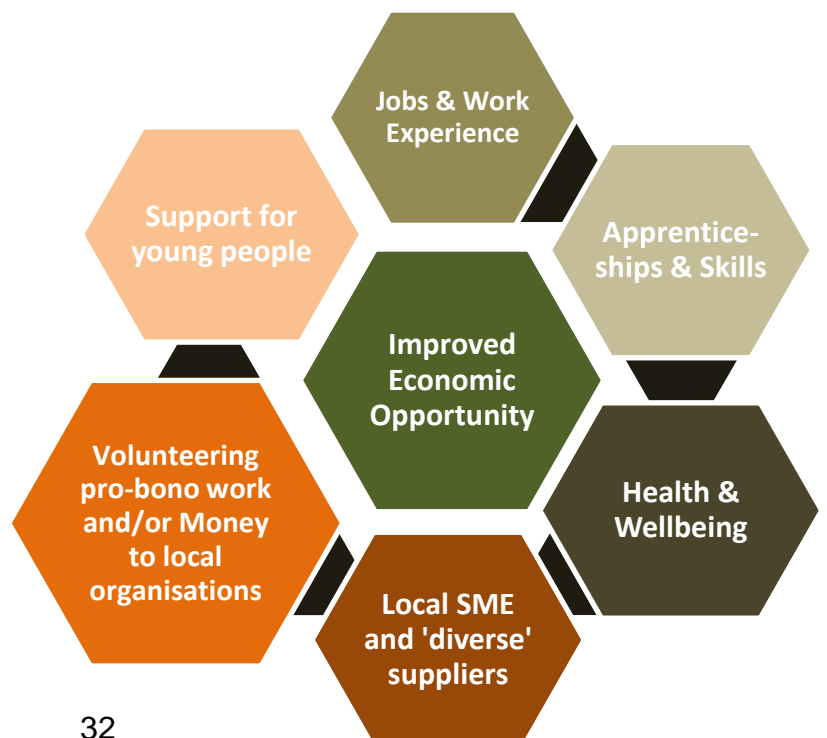 Jobs & Work
Experience
Support for
young people
Apprentice-
ships & Skills
Improved
Economic
Opportunity
Volunteering
pro-bono work
and/or Money
to local
organisations
Health &
Wellbeing
Local SME
and 'diverse'
suppliers
32